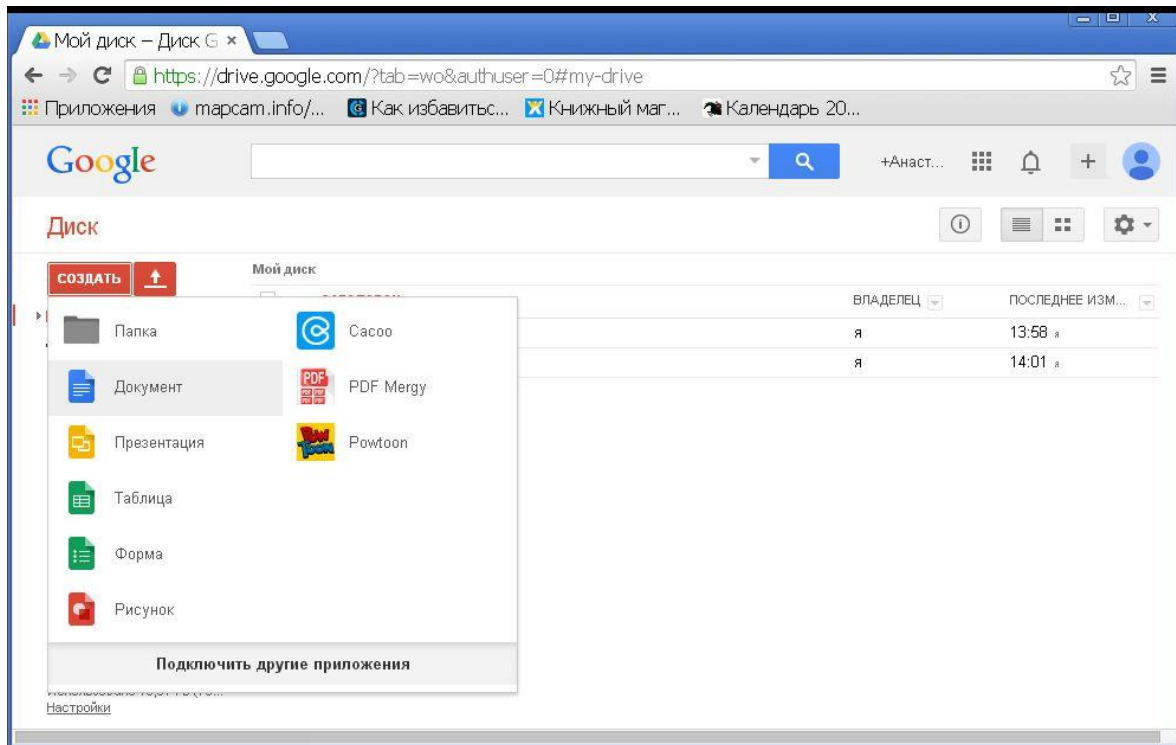 Мой диск – Диск G ×
https://drive.google.com/?tab=wo&authuser=0#my-drive
Приложения mapcam.info/... Как избавитьс... Книжный маг... Календарь 20...
Google +Анаст...
Диск
СОЗДАТЬ Мой диск
ВЛАДЕЛЕЦ ПОСЛЕДНЕЕ ИЗМ...
Папка Cacoo я 13:58 я
Документ PDF Mergy я 14:01 я
Презентация Powtoon
Таблица
Форма
Рисунок
Подключить другие приложения
Настройки